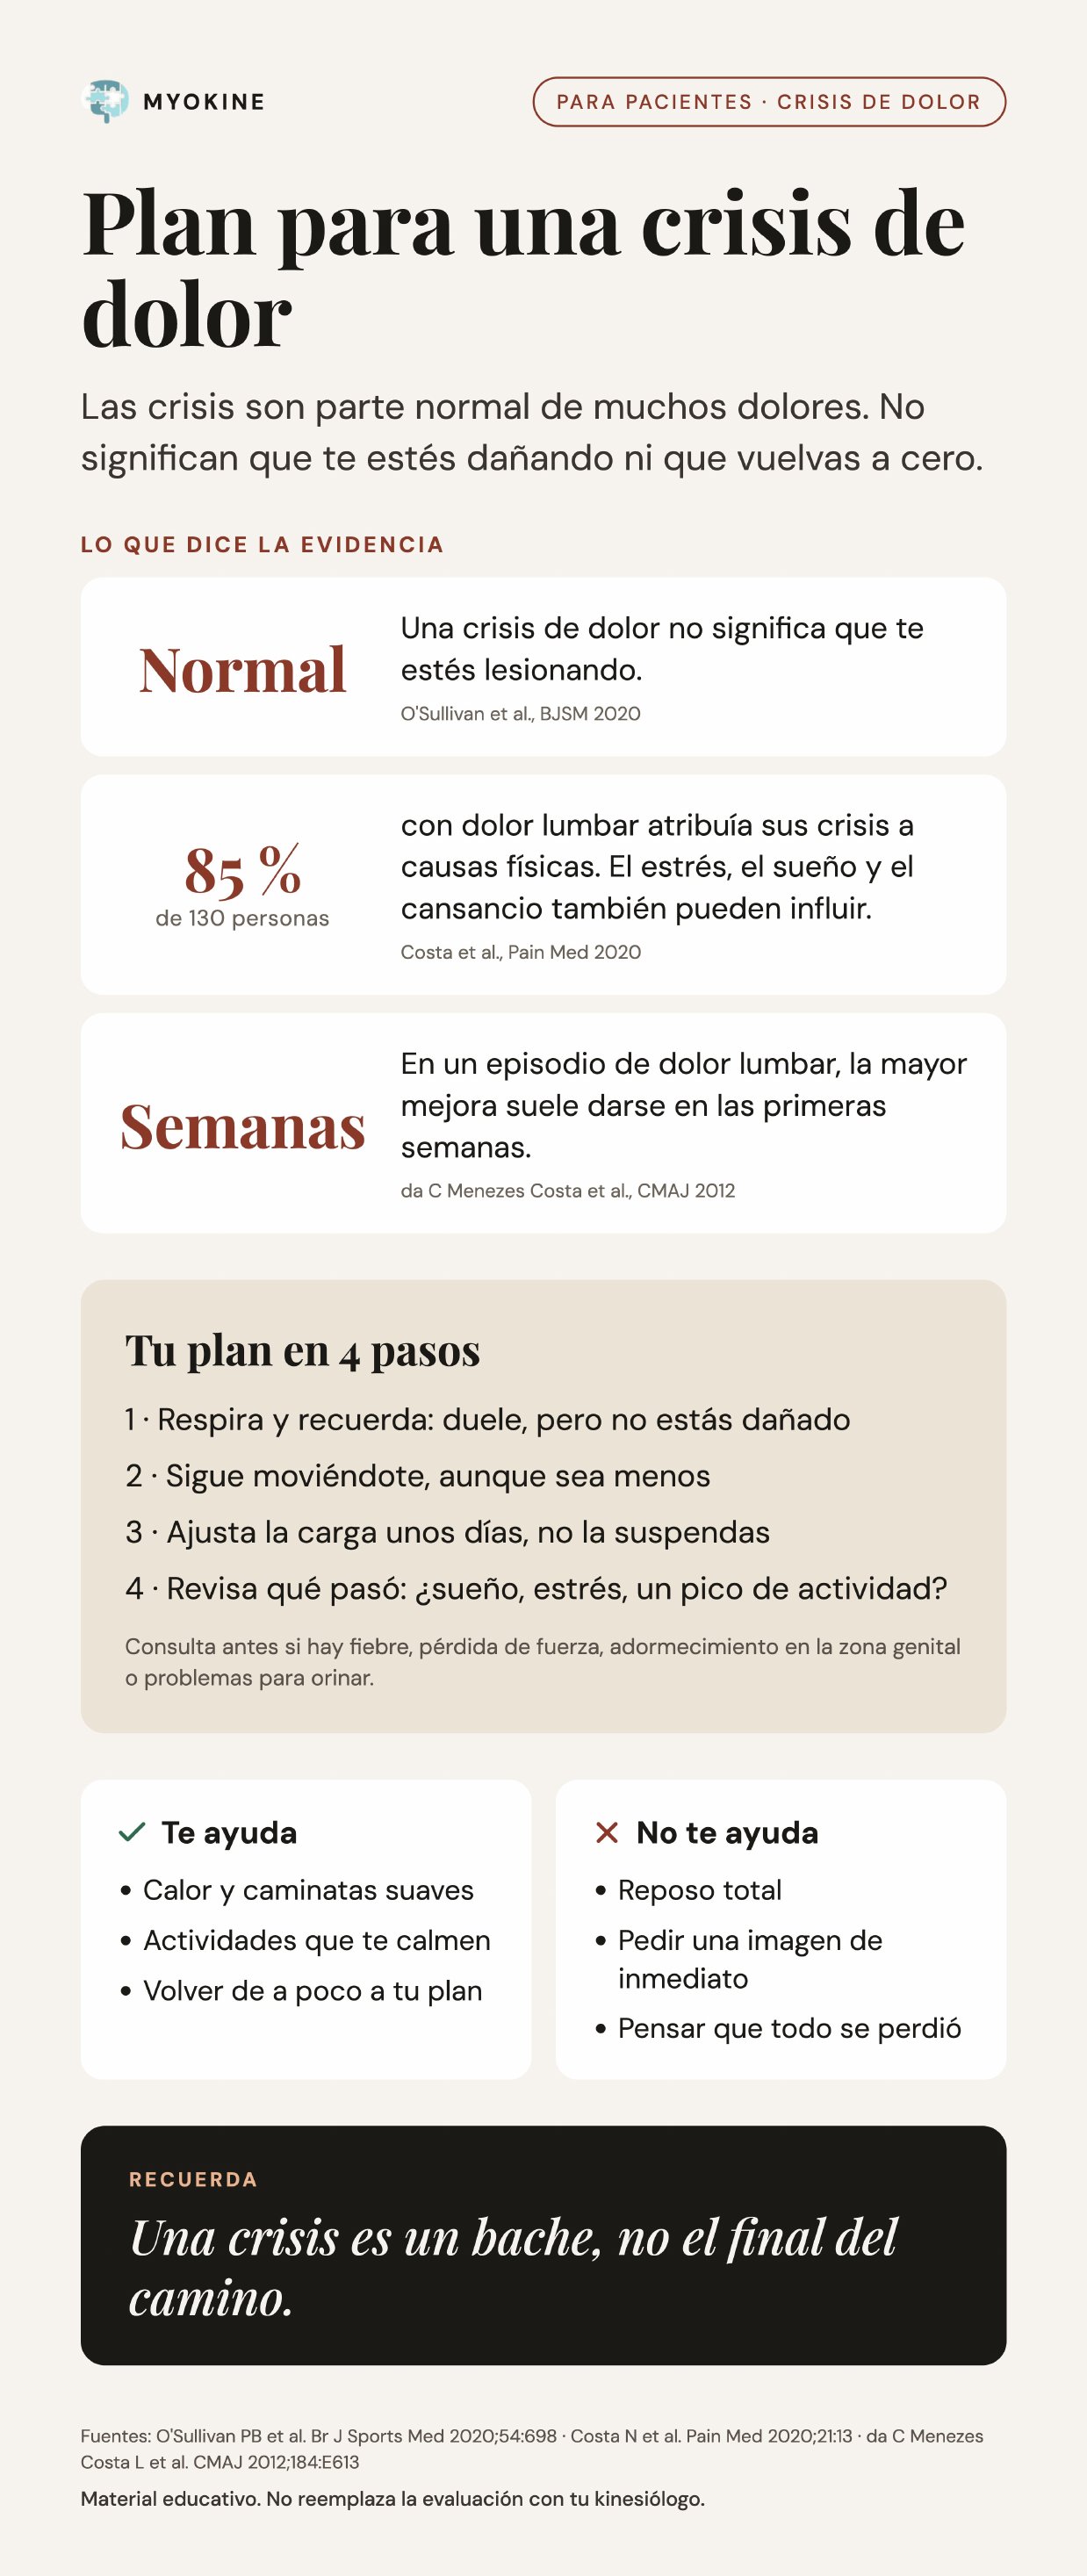 MYOKINE
PARA PACIENTES · CRISIS DE DOLOR
Plan para una crisis de
dolor
Las crisis son parte normal de muchos dolores. No
significan que te estés dañando ni que vuelvas a cero.
LO QUE DICE LA EVIDENCIA
Normal
Una crisis de dolor no significa que te
estés lesionando.
O'Sullivan et al., BJSM 2020
85 %
de 130 personas
con dolor lumbar atribuía sus crisis a
causas físicas. El estrés, el sueño y el
cansancio también pueden influir.
Costa et al., Pain Med 2020
Semanas
En un episodio de dolor lumbar, la mayor
mejora suele darse en las primeras
semanas.
da C Menezes Costa et al., CMAJ 2012
Tu plan en 4 pasos
1 · Respira y recuerda: duele, pero no estás dañado
2 · Sigue moviéndote, aunque sea menos
3 · Ajusta la carga unos días, no la suspendas
4 · Revisa qué pasó: ¿sueño, estrés, un pico de actividad?
Consulta antes si hay fiebre, pérdida de fuerza, adormecimiento en la zona genital
o problemas para orinar.
Te ayuda
• Calor y caminatas suaves
• Actividades que te calmen
• Volver de a poco a tu plan
No te ayuda
• Reposo total
• Pedir una imagen de
inmediato
• Pensar que todo se perdió
RECUERDA
Una crisis es un bache, no el final del
camino.
Fuentes: O'Sullivan PB et al. Br J Sports Med 2020;54:698 · Costa N et al. Pain Med 2020;21:13 · da C Menezes
Costa L et al. CMAJ 2012;184:E613
Material educativo. No reemplaza la evaluación con tu kinesiólogo.